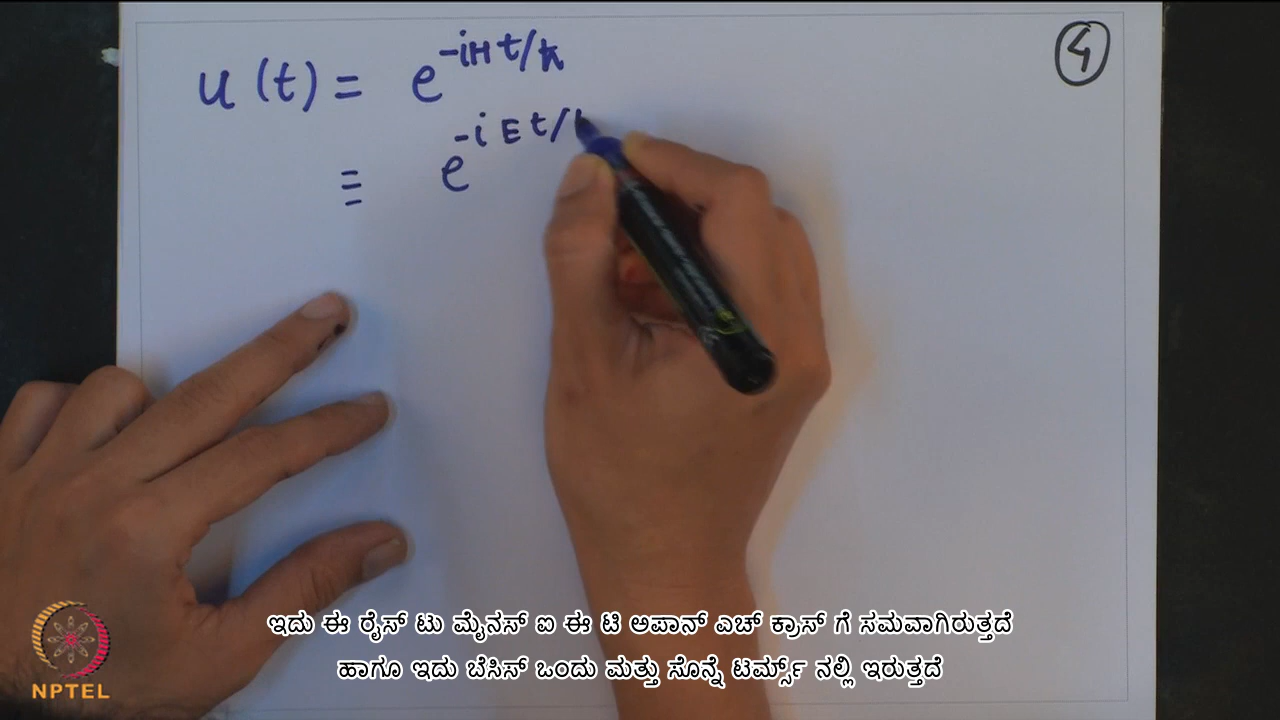 ④
U(t) = e^{-iHt/ħ}
≡ e^{-iEt/
ಇದು ಈ ರೈಸ್ ಟು ಮೈನಸ್ ಐ ಈ ಟಿ ಅಪಾನ್ ಎಚ್ ಕ್ರಾಸ್ ಗೆ ಸಮವಾಗಿರುತ್ತದೆ
ಹಾಗೂ ಇದು ಬೆಸಿಸ್ ಒಂದು ಮತ್ತು ಸೊನ್ನೆ ಟರ್ಮ್ಸ್ ನಲ್ಲಿ ಇರುತ್ತದೆ
NPTEL